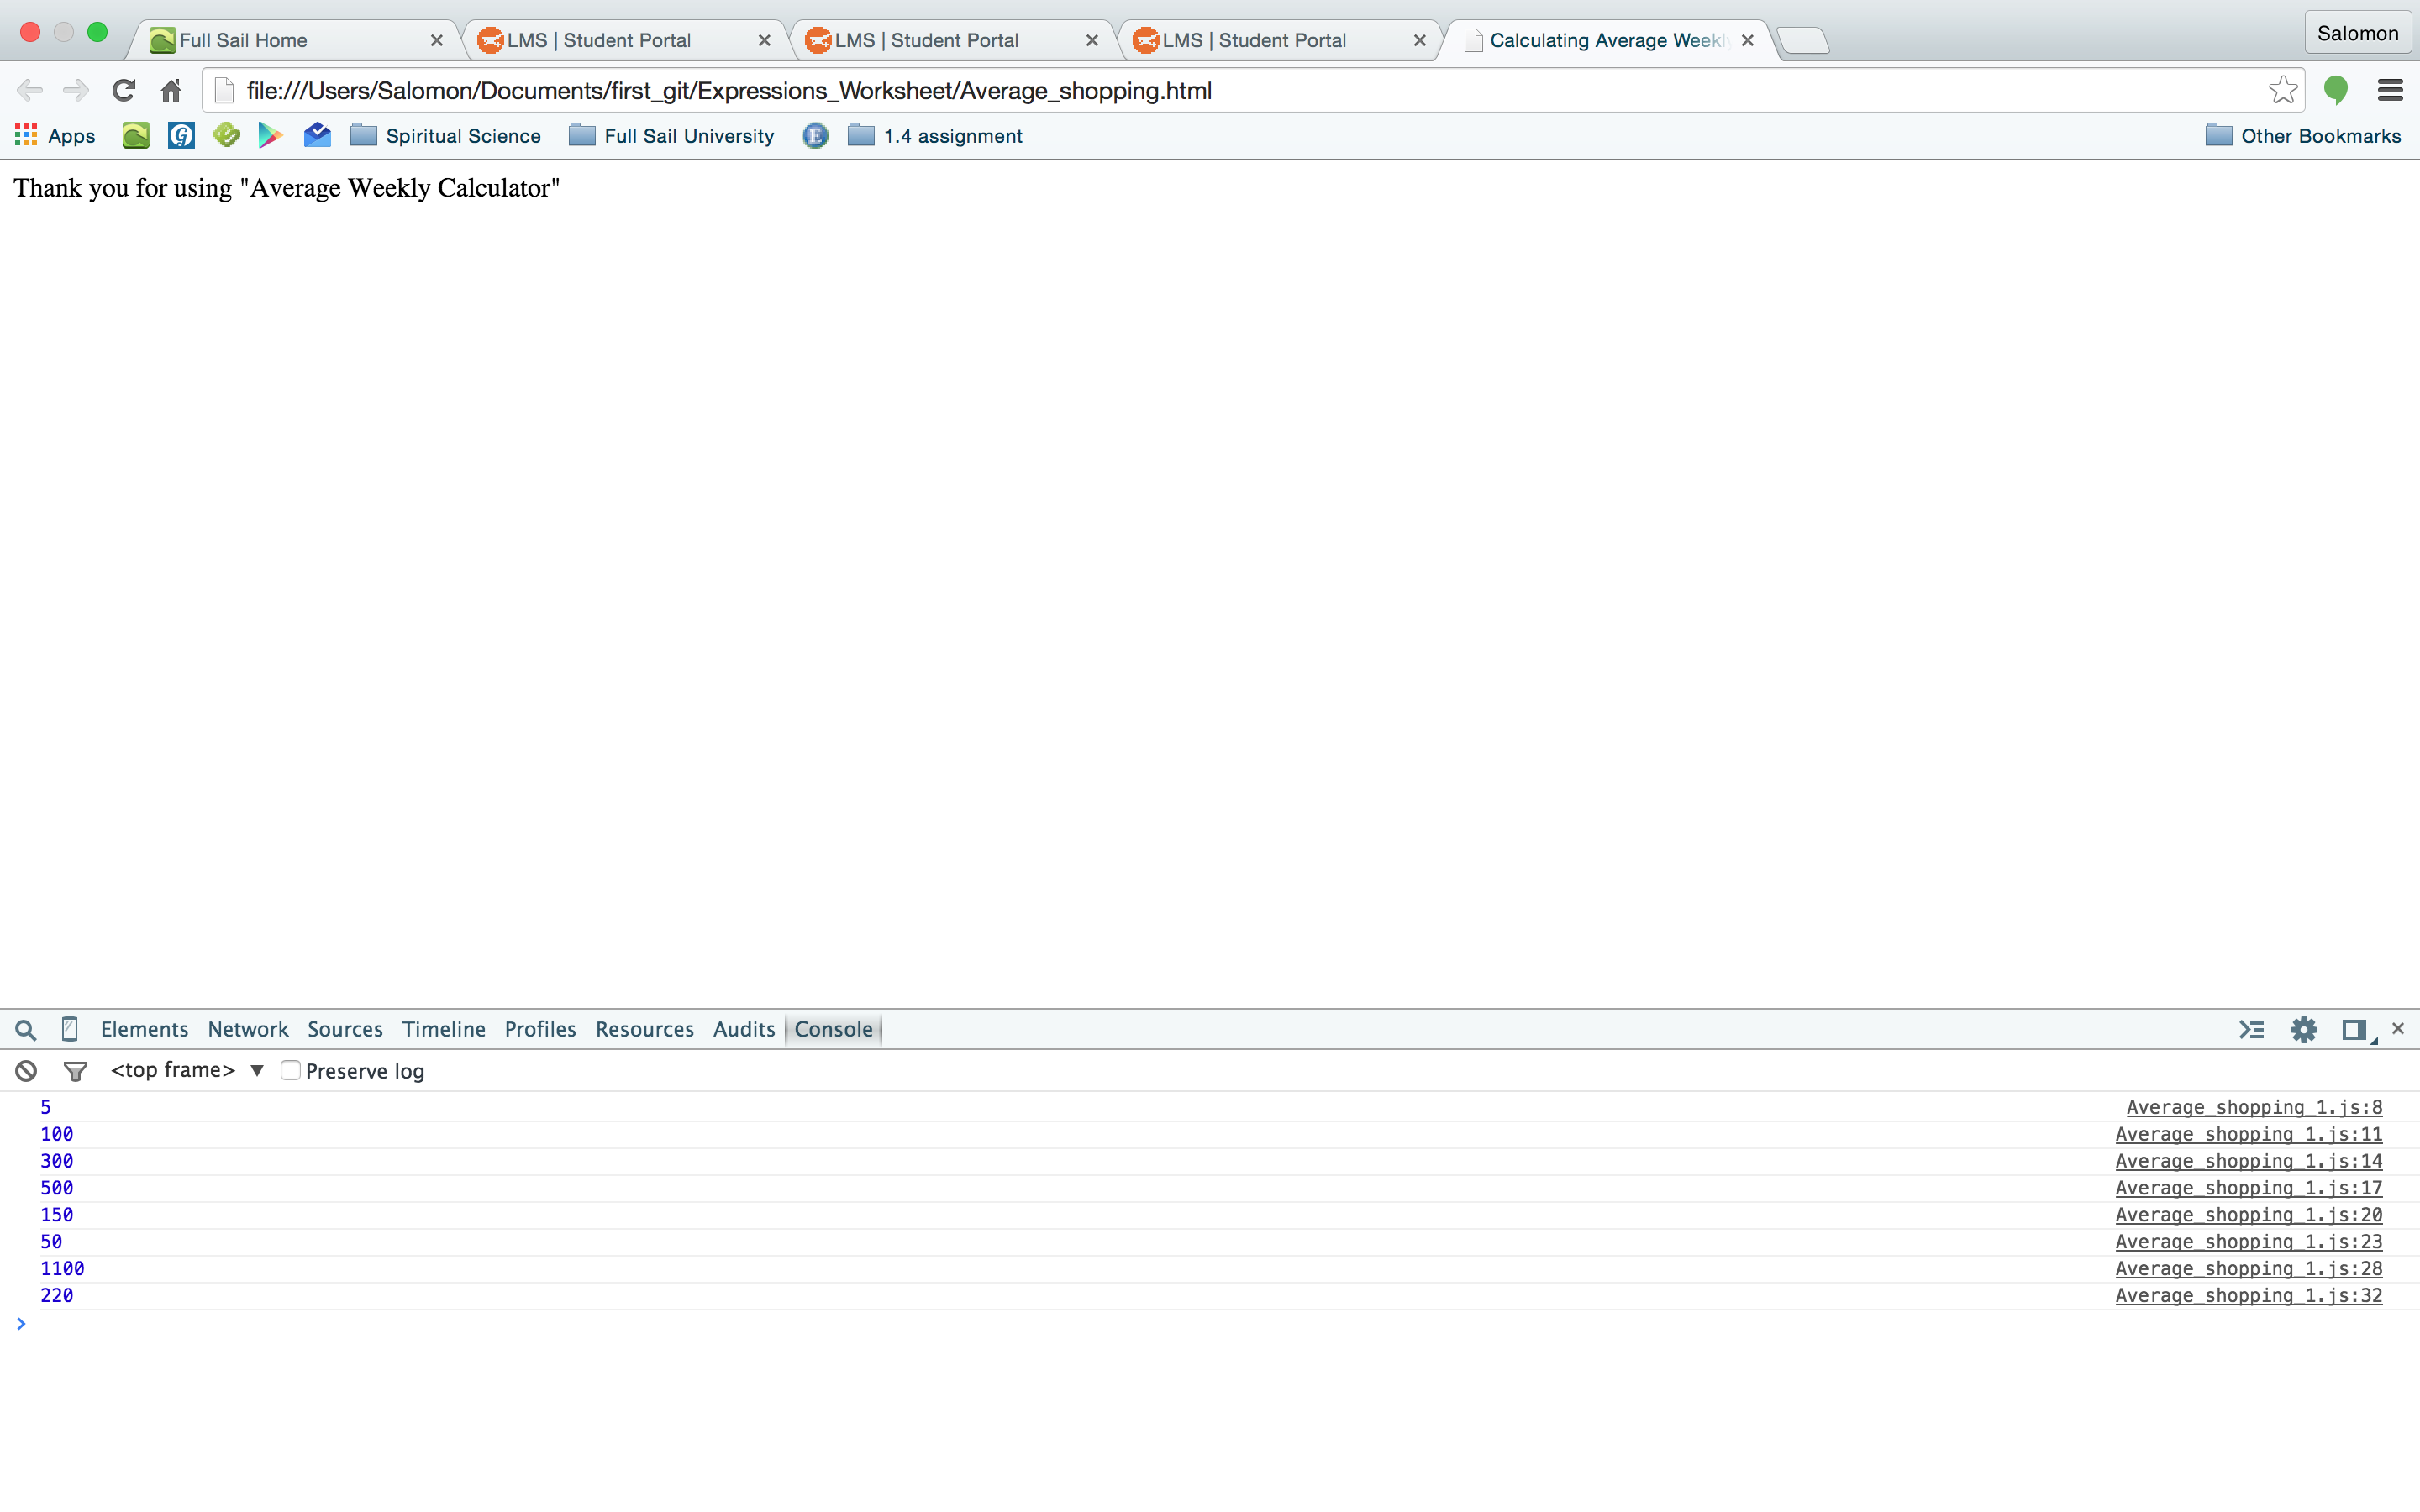 Full Sail Home
LMS | Student Portal
LMS | Student Portal
LMS | Student Portal
Calculating Average Weekl
Salomon
file:///Users/Salomon/Documents/first_git/Expressions_Worksheet/Average_shopping.html
Apps
Spiritual Science
Full Sail University
E
1.4 assignment
Other Bookmarks
Thank you for using "Average Weekly Calculator"
Elements Network Sources Timeline Profiles Resources Audits Console
<top frame> ▼ Preserve log
5 Average_shopping_1.js:8
100 Average_shopping_1.js:11
300 Average_shopping_1.js:14
500 Average_shopping_1.js:17
150 Average_shopping_1.js:20
50 Average_shopping_1.js:23
1100 Average_shopping_1.js:28
220 Average_shopping_1.js:32